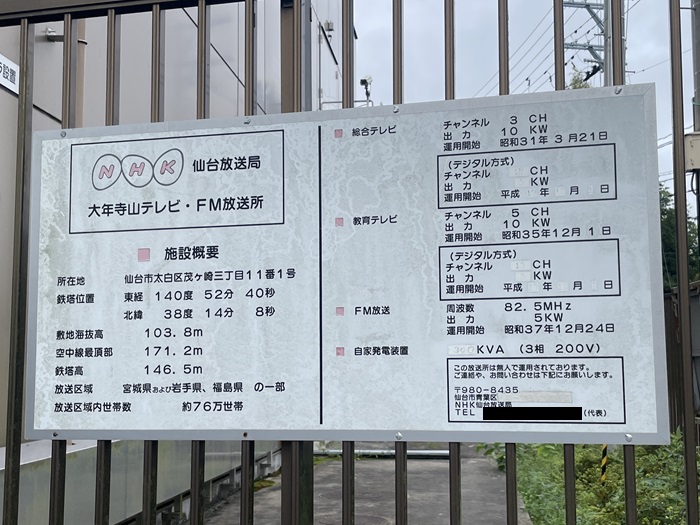 設置
NHK 仙台放送局
大年寺山テレビ・FM放送所
施設概要
所在地 仙台市太白区茂ヶ崎三丁目11番1号
鉄塔位置 東経 140度 52分 40秒
北緯 38度 14分 8秒
敷地海抜高 103.8m
空中線最頂部 171.2m
鉄塔高 146.5m
放送区域 宮城県および岩手県、福島県 の一部
放送区域内世帯数 約76万世帯
総合テレビ チャンネル 3 CH
出力 10 KW
運用開始 昭和31年 3月21日
(デジタル方式)
チャンネル CH
出力 KW
運用開始 平成 年 月 日
教育テレビ チャンネル 5 CH
出力 10 KW
運用開始 昭和35年12月 1日
(デジタル方式)
チャンネル CH
出力 KW
運用開始 平成 年 月 日
FM放送 周波数 82.5MHz
出力 5KW
運用開始 昭和37年12月24日
自家発電装置 KVA (3相 200V)
この放送所は無人で運用されております。
ご連絡や、お問い合わせは下記にお願いします。
〒980-8435
仙台市青葉区
NHK仙台放送局
TEL (代表)